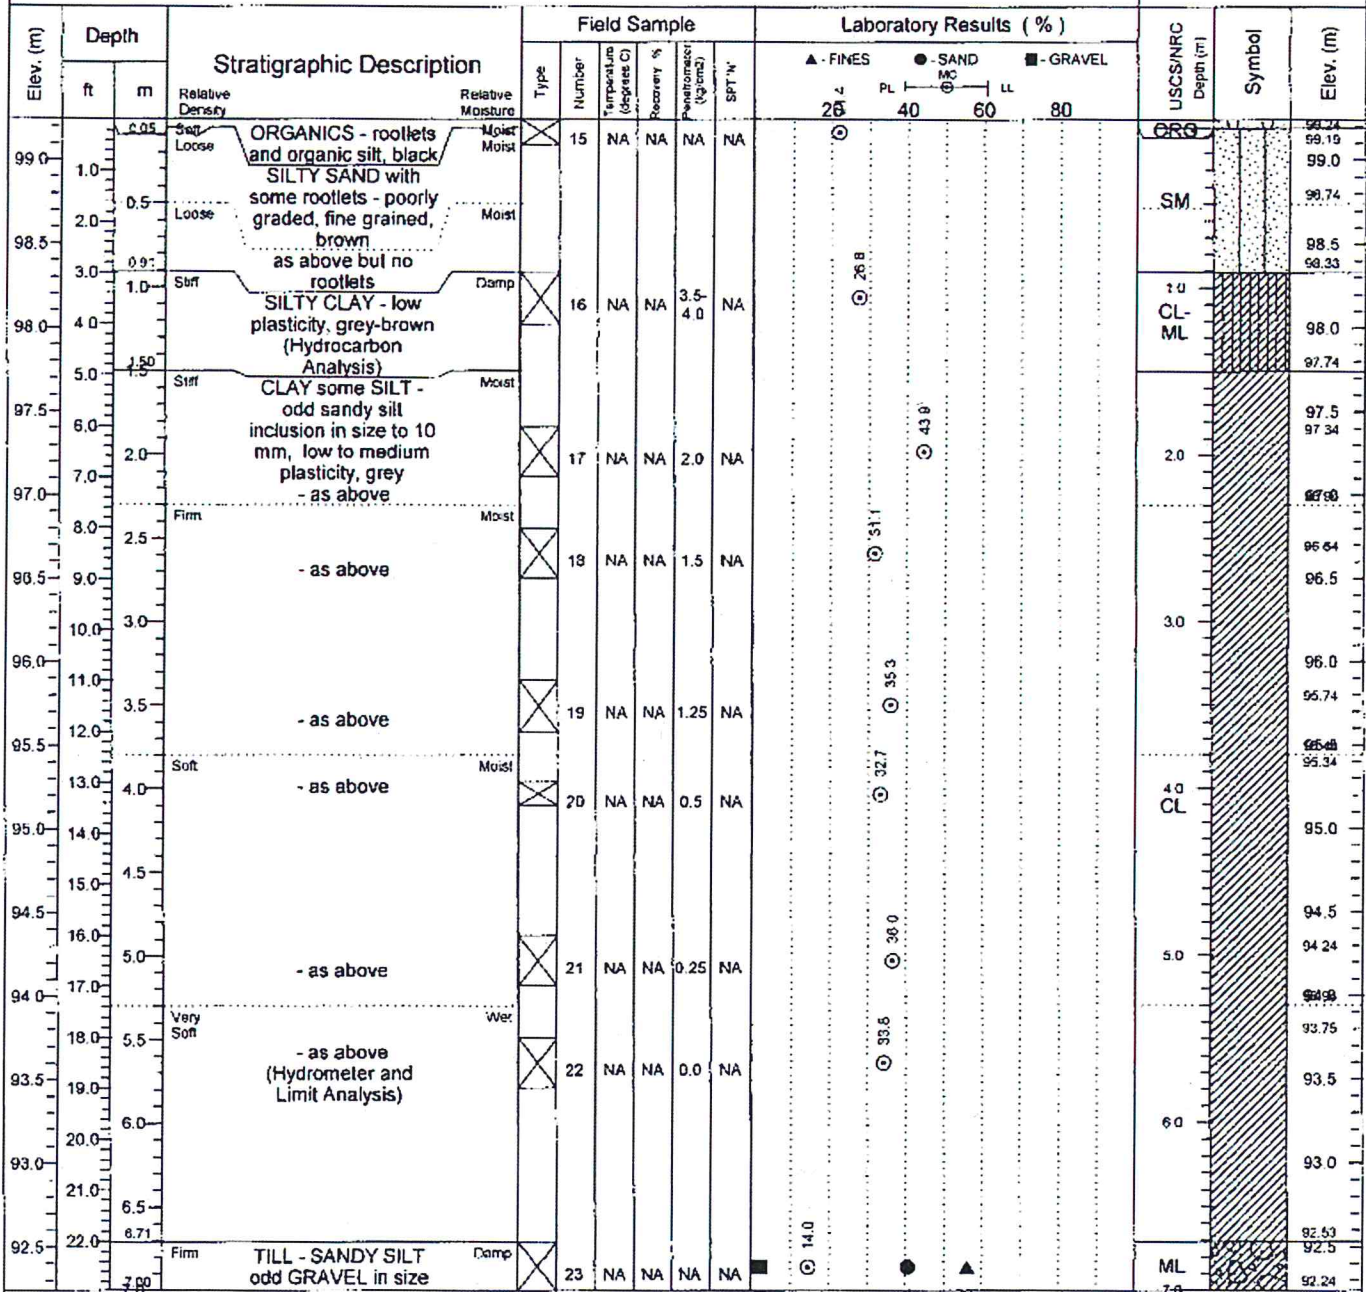 Field Sample
Laboratory Results ( % )
Elev. (m)
Depth
ft
m
Stratigraphic Description
Relative Density
Relative Moisture
Type
Number
Temperature (degrees C)
Recovery %
Penetrometer (kg/cm2)
SPT 'N'
▲ - FINES ● - SAND ■ - GRAVEL
PL MC LL
20 40 60 80
USCS/NRC
Depth (m)
Symbol
Elev. (m)
0.05 Soft ORGANICS - rootlets Moist
Loose and organic silt, black Moist
15 NA NA NA NA
ORG
99.24
99.19
99.0 1.0 SILTY SAND with 99.0
0.5 some rootlets - poorly SM 98.74
2.0 Loose graded, fine grained, Moist
98.5 brown 98.5
0.91 as above but no 98.33
3.0 rootlets
1.0 Stiff Damp 26.8 1.0
SILTY CLAY - low 16 NA NA 3.5-4.0 NA CL-ML
98.0 4.0 plasticity, grey-brown 98.0
(Hydrocarbon
1.50 Analysis) 97.74
5.0 1.5
Stiff CLAY some SILT - Moist
97.5 odd sandy silt 97.5
6.0 inclusion in size to 10 43.9 97.34
2.0 mm, low to medium 17 NA NA 2.0 NA 2.0
7.0 plasticity, grey
97.0 - as above
Firm Moist
8.0 2.5 31.1
- as above 18 NA NA 1.5 NA 96.64
96.5 9.0 96.5
10.0 3.0 3.0
96.0 96.0
11.0 35.3 95.74
3.5 - as above 19 NA NA 1.25 NA
12.0
95.5
Soft Moist 95.34
13.0 - as above 32.7
4.0 20 NA NA 0.5 NA 4.0 CL
95.0 14.0 95.0
4.5
15.0
94.5 94.5
16.0 36.0 94.24
5.0 - as above 21 NA NA 0.25 NA 5.0
17.0
94.0
Very Soft Wet
18.0 5.5 33.8 93.75
- as above 22 NA NA 0.0 NA
93.5 (Hydrometer and 93.5
19.0 Limit Analysis)
6.0 6.0
20.0
93.0 93.0
21.0
6.5
6.71 14.0 92.53
92.5 22.0 92.5
Firm TILL - SANDY SILT Damp ML
7.00 odd GRAVEL in size 23 NA NA NA NA 92.24
7.0